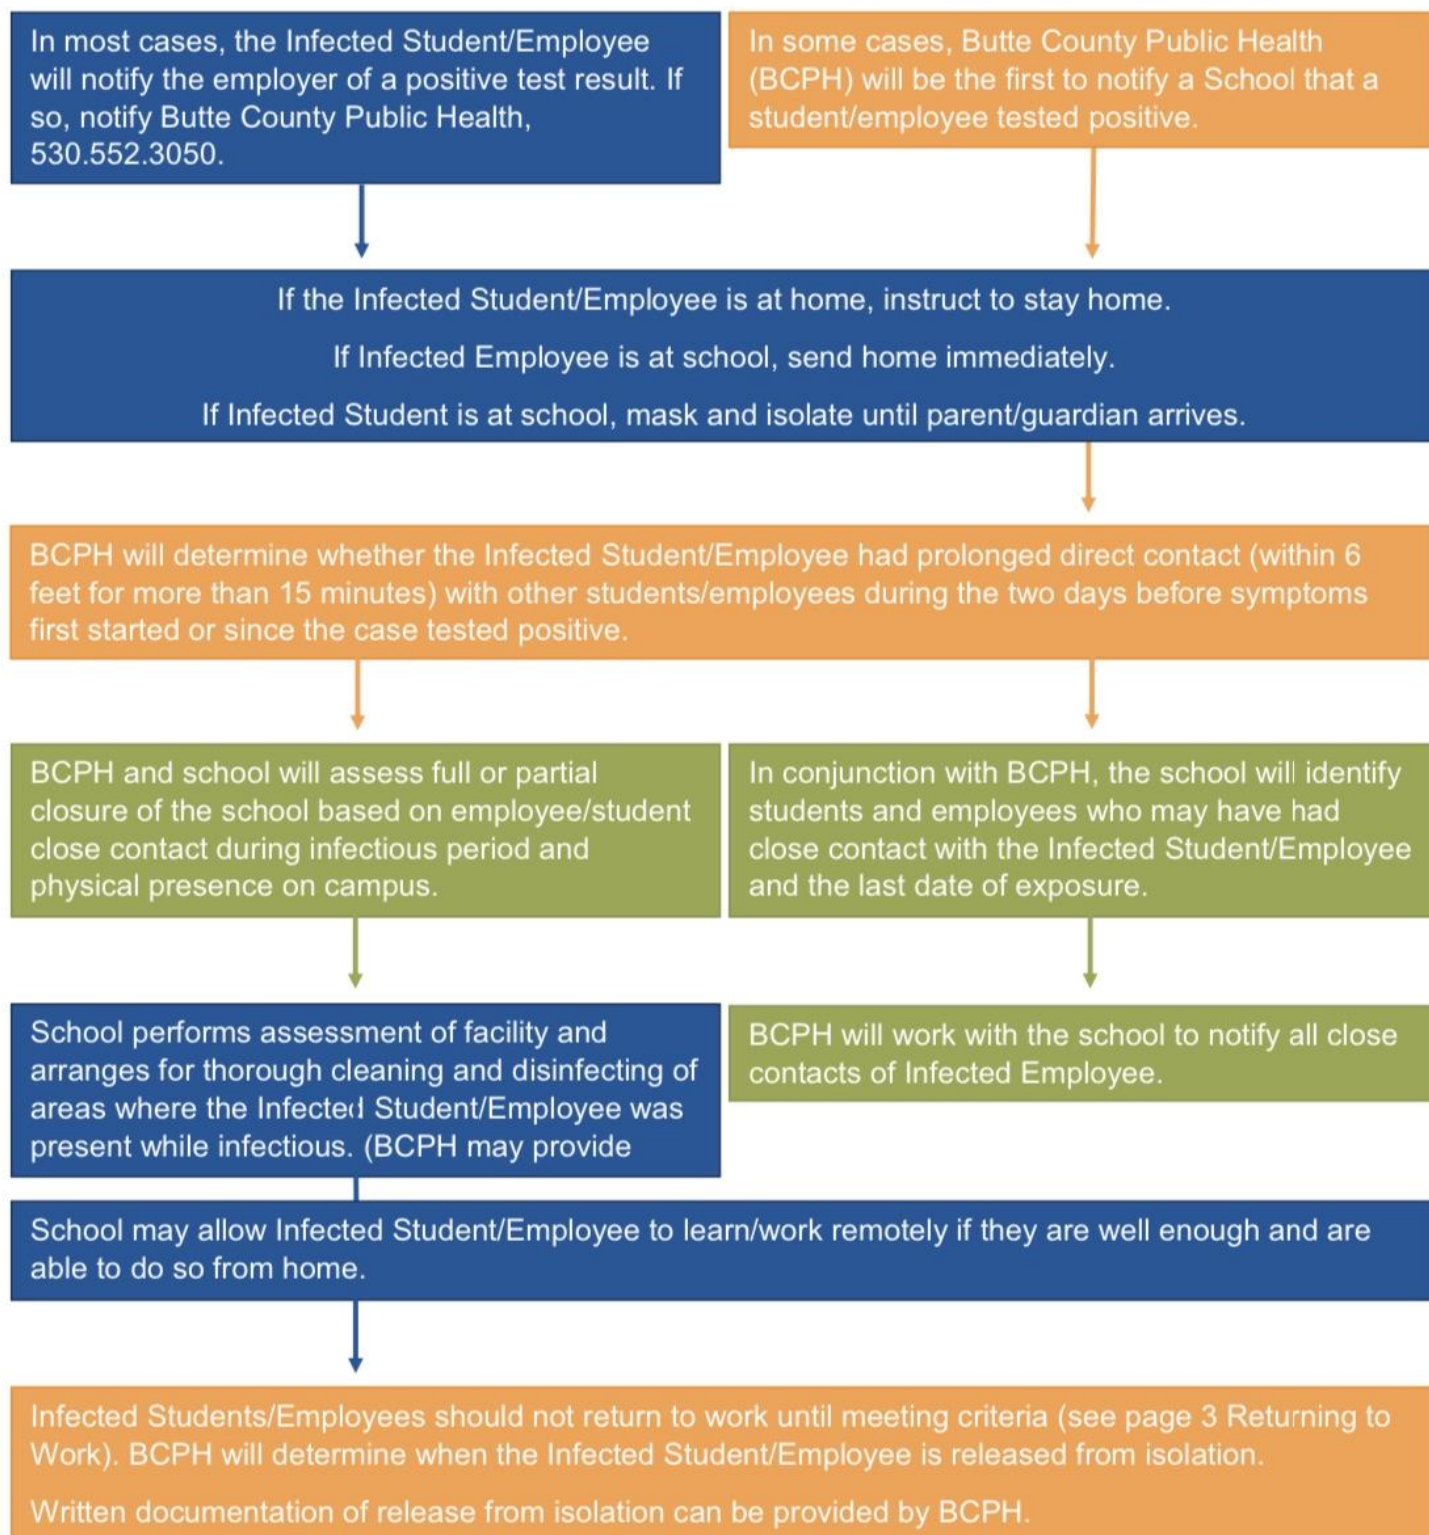 In most cases, the Infected Student/Employee
will notify the employer of a positive test result. If
so, notify Butte County Public Health,
530.552.3050.
In some cases, Butte County Public Health
(BCPH) will be the first to notify a School that a
student/employee tested positive.
If the Infected Student/Employee is at home, instruct to stay home.
If Infected Employee is at school, send home immediately.
If Infected Student is at school, mask and isolate until parent/guardian arrives.
BCPH will determine whether the Infected Student/Employee had prolonged direct contact (within 6
feet for more than 15 minutes) with other students/employees during the two days before symptoms
first started or since the case tested positive.
BCPH and school will assess full or partial
closure of the school based on employee/student
close contact during infectious period and
physical presence on campus.
In conjunction with BCPH, the school will identify
students and employees who may have had
close contact with the Infected Student/Employee
and the last date of exposure.
School performs assessment of facility and
arranges for thorough cleaning and disinfecting of
areas where the Infected Student/Employee was
present while infectious. (BCPH may provide
BCPH will work with the school to notify all close
contacts of Infected Employee.
School may allow Infected Student/Employee to learn/work remotely if they are well enough and are
able to do so from home.
Infected Students/Employees should not return to work until meeting criteria (see page 3 Returning to
Work). BCPH will determine when the Infected Student/Employee is released from isolation.
Written documentation of release from isolation can be provided by BCPH.